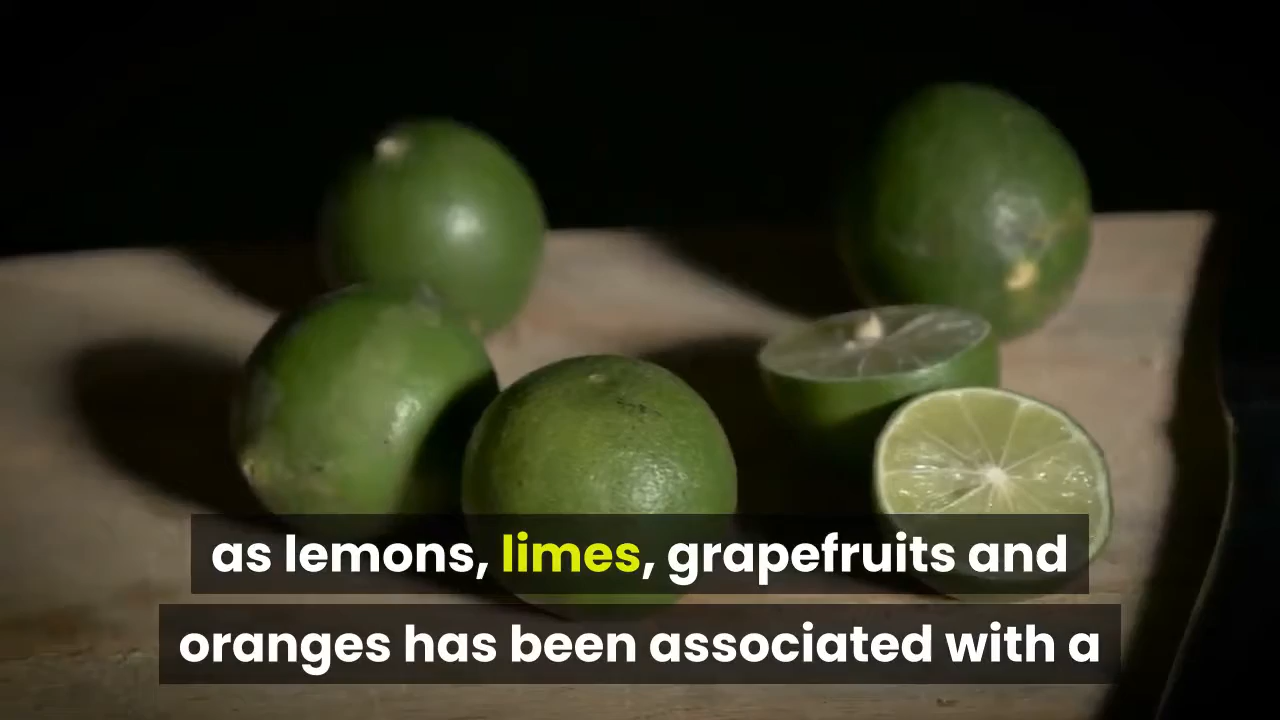 as lemons, limes, grapefruits and
oranges has been associated with a